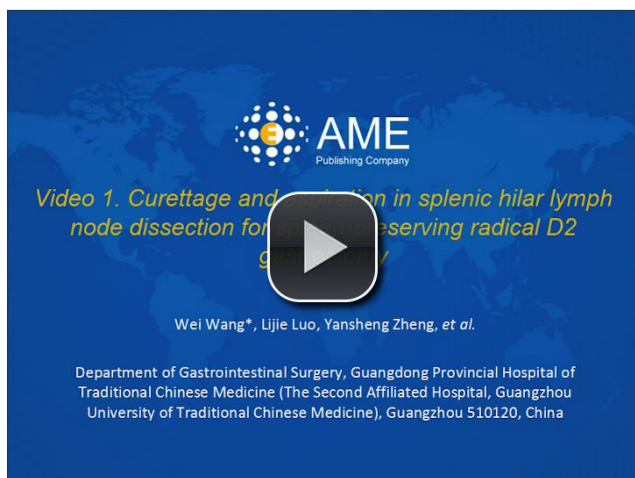 AME
Publishing Company
Video 1. Curettage and in splenic hilar lymph
node dissection for preserving radical D2
Wei Wang*, Lijie Luo, Yansheng Zheng, et al.
Department of Gastrointestinal Surgery, Guangdong Provincial Hospital of
Traditional Chinese Medicine (The Second Affiliated Hospital, Guangzhou
University of Traditional Chinese Medicine), Guangzhou 510120, China